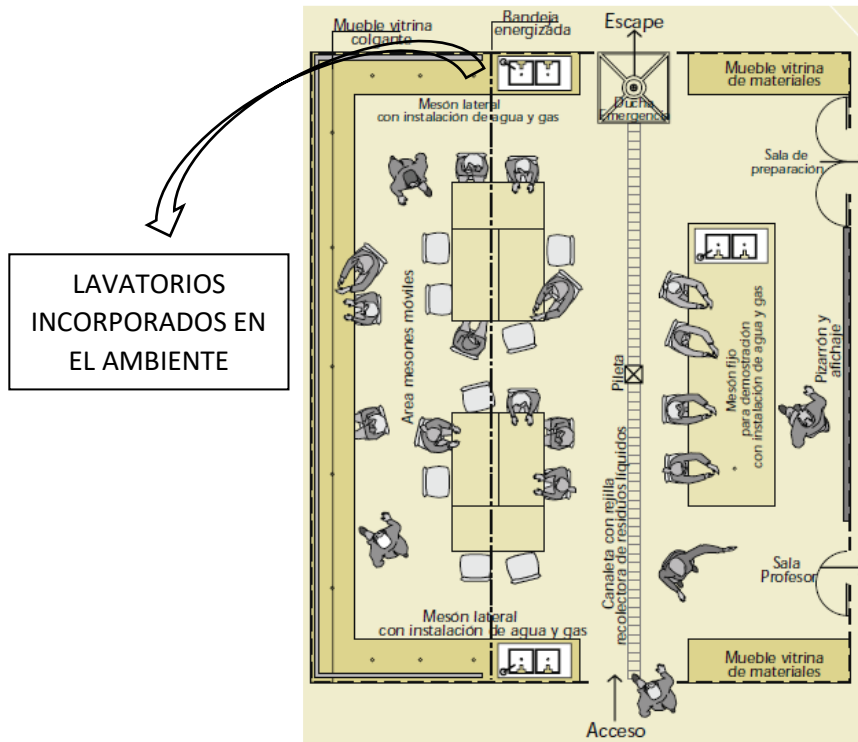 Mueble vitrina
colgante
Bandeja
energizada
Escape
Mueble vitrina
de materiales
Mesón lateral
con instalación de agua y gas
Ducha
Emergencia
Sala de
preparación
LAVATORIOS
INCORPORADOS EN
EL AMBIENTE
Area mesones móviles
Pileta
Mesón fijo
para demostración
con instalación de agua y gas
Pizarrón y
afichaje
Canaleta con rejilla
recolectora de residuos líquidos
Sala
Profesor
Mesón lateral
con instalación de agua y gas
Mueble vitrina
de materiales
Acceso